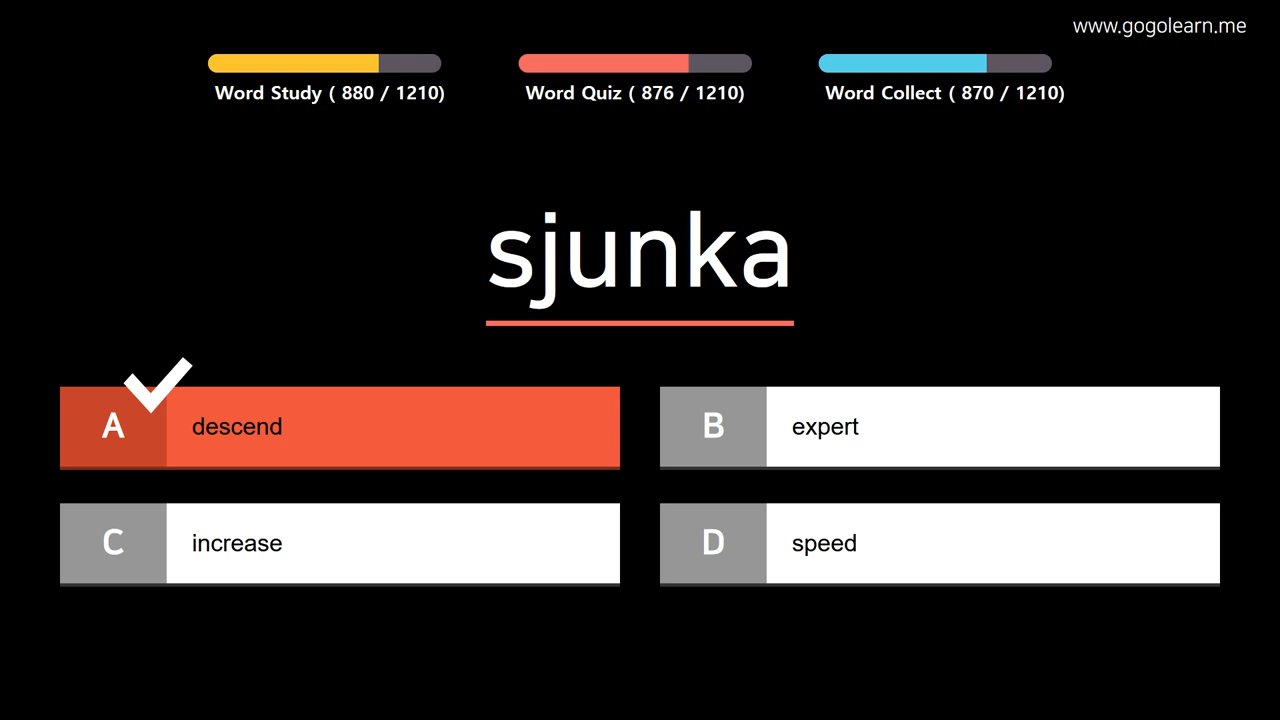 www.gogolearn.me
Word Study ( 880 / 1210)
Word Quiz ( 876 / 1210)
Word Collect ( 870 / 1210)
sjunka
A descend
B expert
C increase
D speed